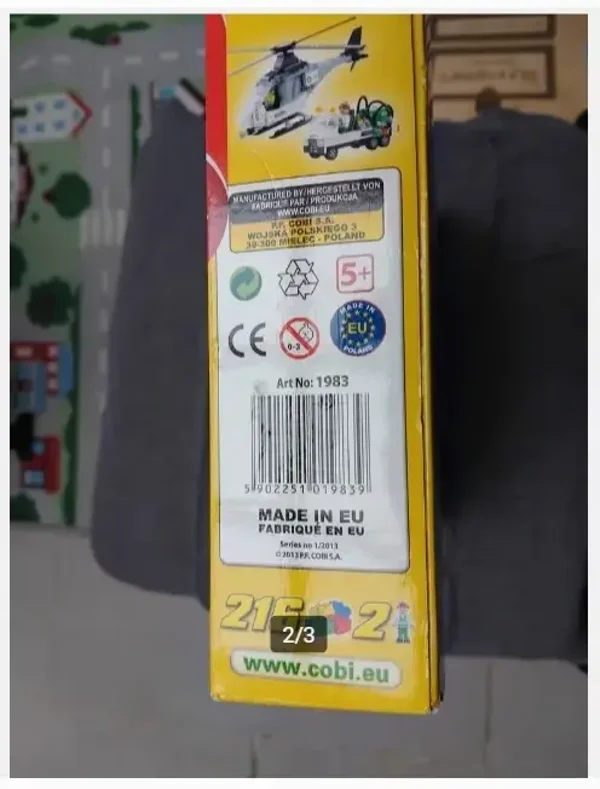 MANUFACTURED BY/HERGESTELLT VON
FABRIQUÉ PAR / PRODUKCJA
WWW.COBI.EU
P.P. COBI S.A.
WOJSKA POLSKIEGO 3
39-300 MIELEC - POLAND
5+
MADE IN
EU
POLAND
CE
0-3
Art No: 1983
5 902251 019839
MADE IN EU
FABRIQUÉ EN EU
Series no 1/2013
© 2013 P.P. COBI S.A.
2
2/3
www.cobi.eu